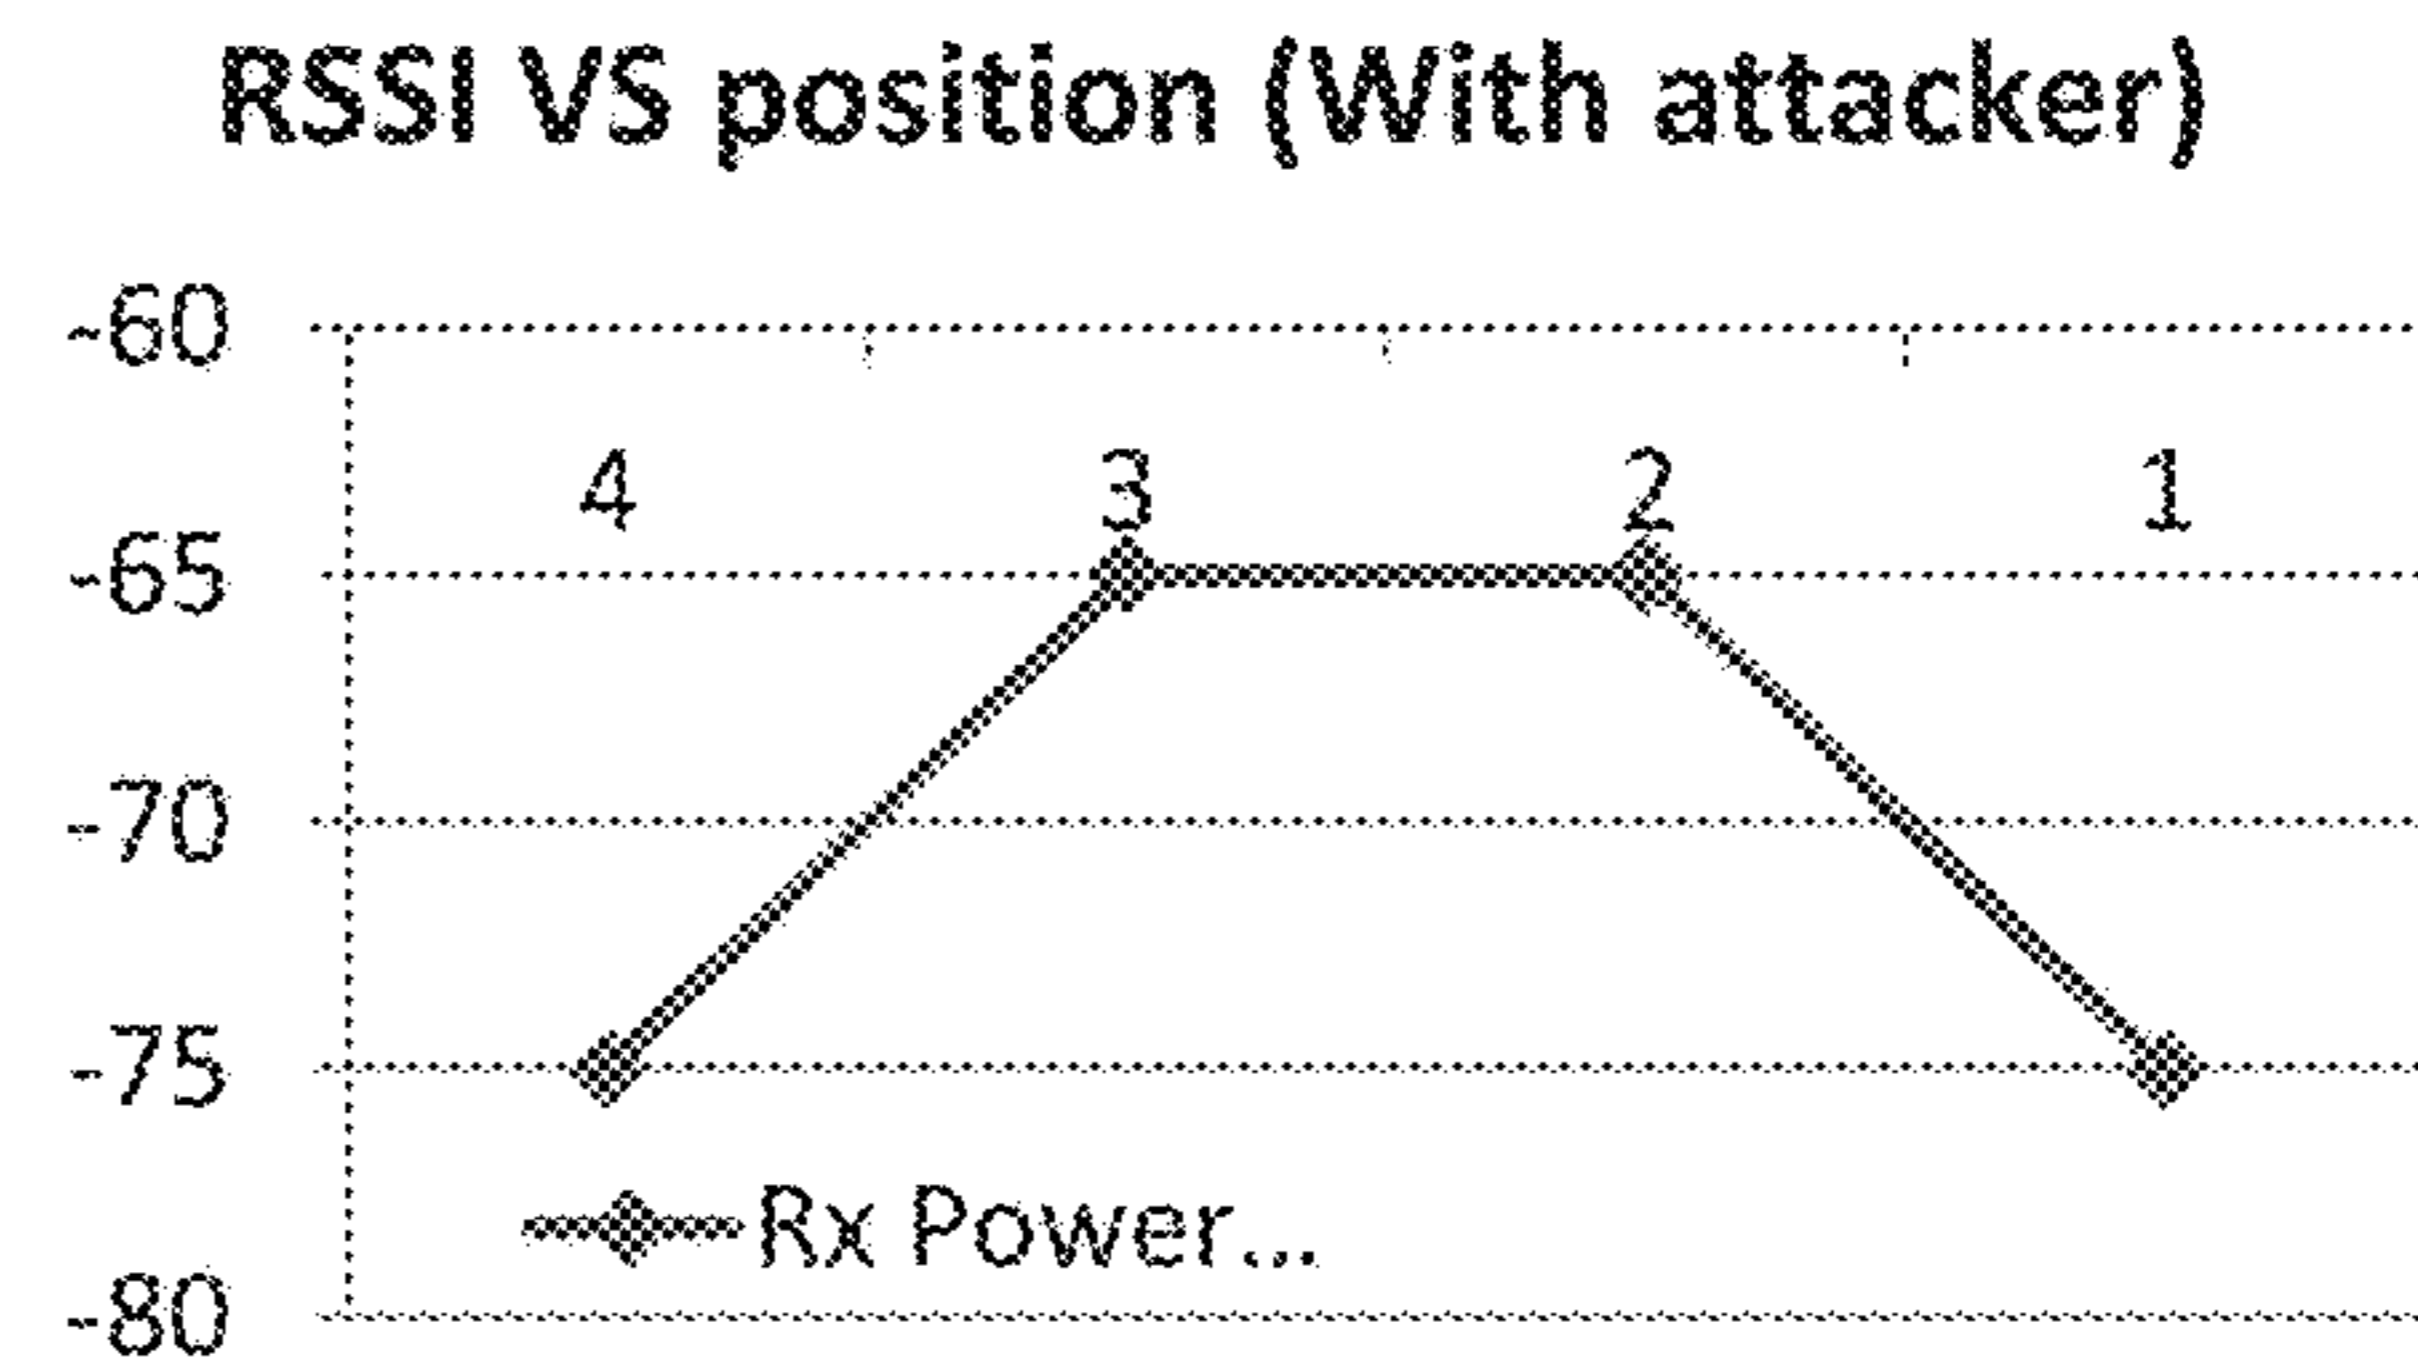 RSSI VS position (With attacker)
-60
4 3 2 1
-65
-70
-75
Rx Power...
-80